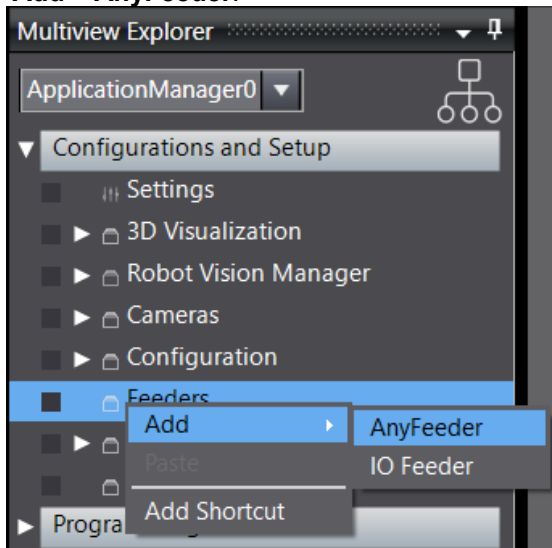 Multiview Explorer
ApplicationManager0
Configurations and Setup
Settings
3D Visualization
Robot Vision Manager
Cameras
Configuration
Feeders
Add
AnyFeeder
Paste
IO Feeder
Add Shortcut